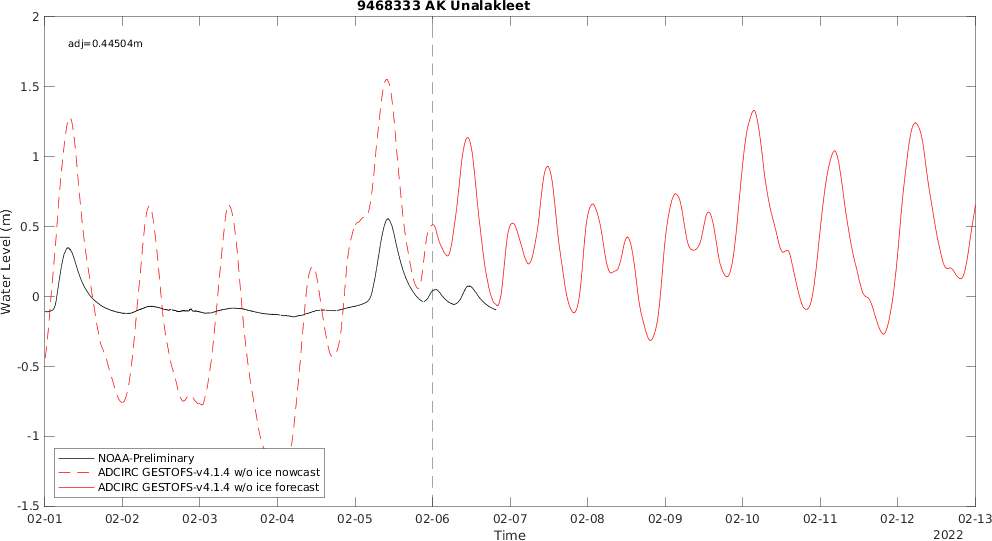 9468333 AK Unalakleet
adj=0.44504m
Water Level (m)
2
1.5
1
0.5
0
-0.5
-1
-1.5
NOAA-Preliminary
ADCIRC GESTOFS-v4.1.4 w/o ice nowcast
ADCIRC GESTOFS-v4.1.4 w/o ice forecast
02-01 02-02 02-03 02-04 02-05 02-06 02-07 02-08 02-09 02-10 02-11 02-12 02-13
Time
2022